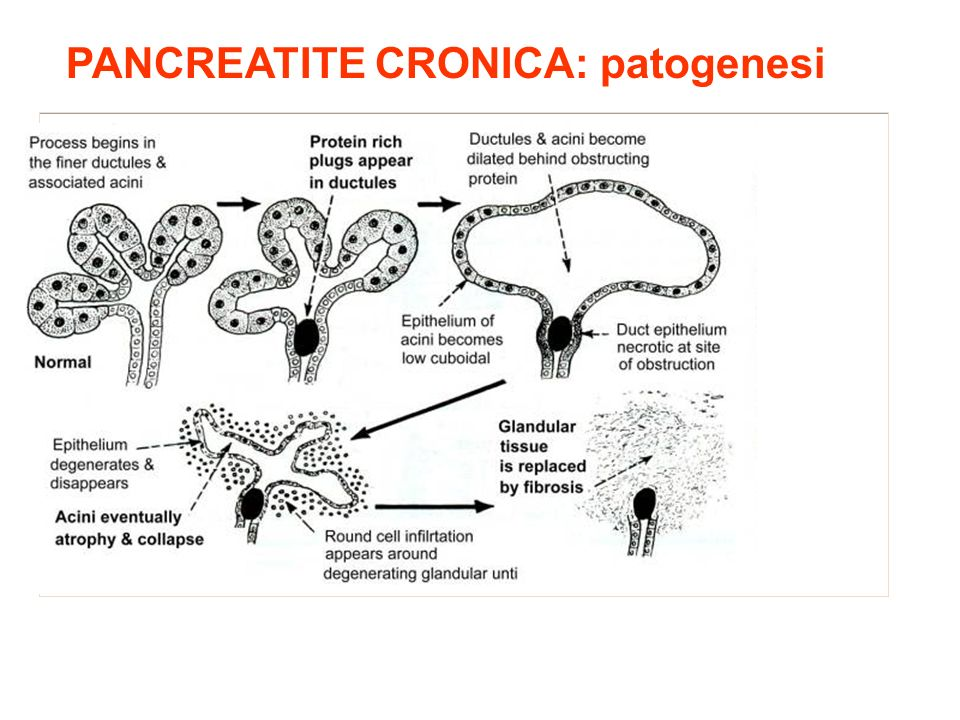 PANCREATITE CRONICA: patogenesi
Process begins in
the finer ductules &
associated acini
Protein rich
plugs appear
in ductules
Ductules & acini become
dilated behind obstructing
protein
Normal
Epithelium of
acini becomes
low cuboidal
Duct epithelium
necrotic at site
of obstruction
Epithelium
degenerates &
disappears
Acini eventually
atrophy & collapse
Round cell infilrtation
appears around
degenerating glandular unti
Glandular
tissue
is replaced
by fibrosis